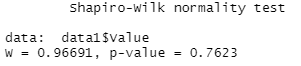 Shapiro-Wilk normality test
data: data1$Value
W = 0.96691, p-value = 0.7623